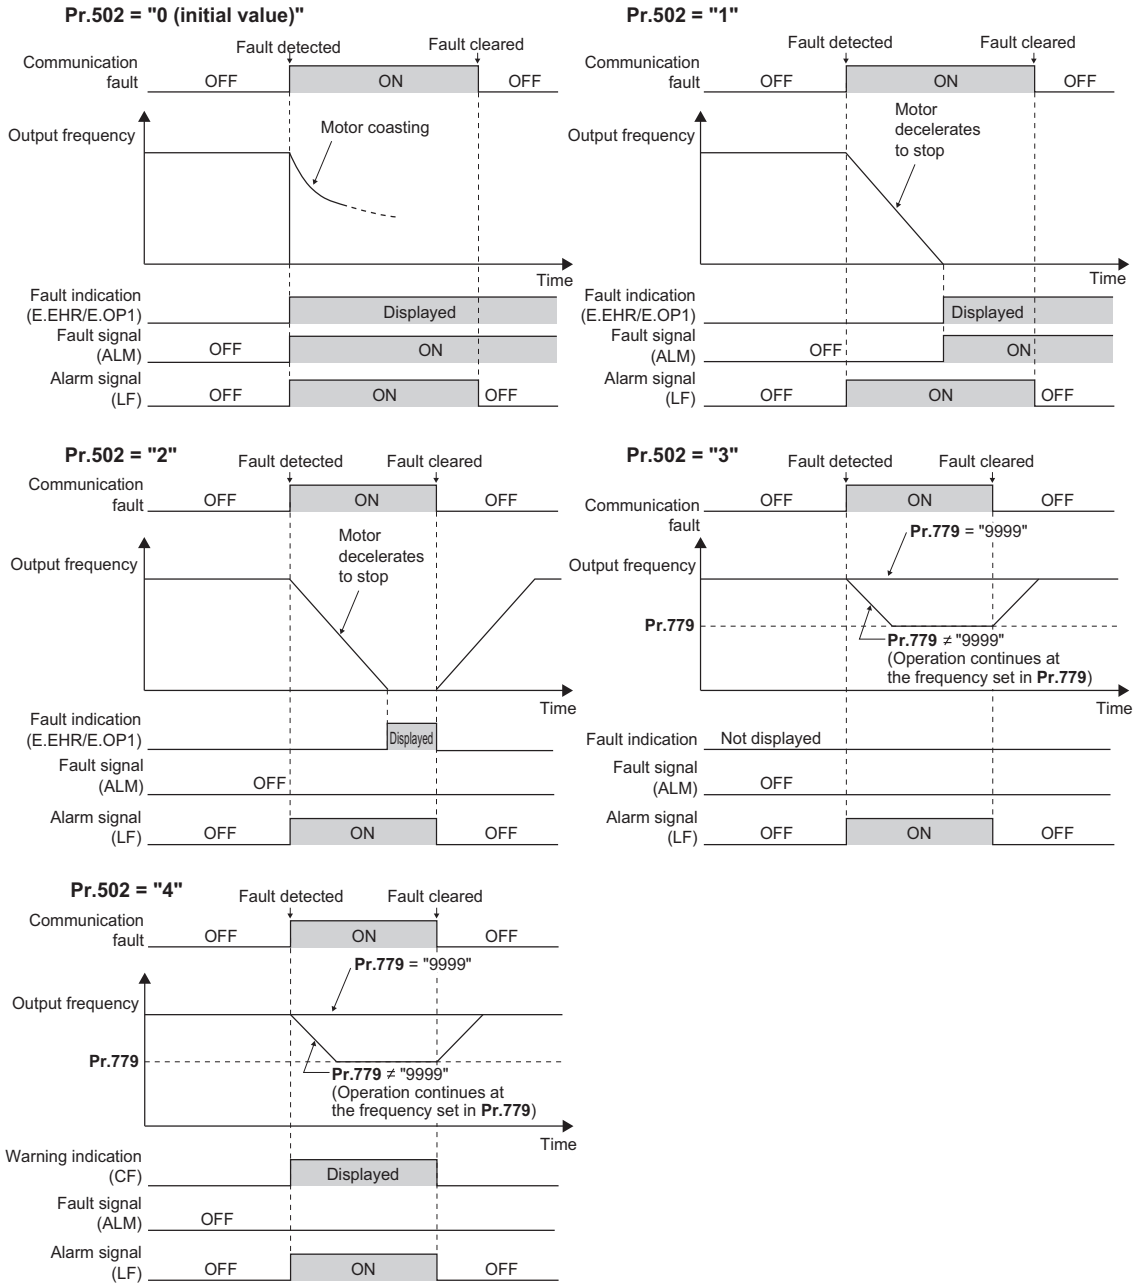 Pr.502 = "0 (initial value)"
Fault detected
Fault cleared
Communication
fault
OFF
ON
OFF
Output frequency
Motor coasting
Time
Fault indication
(E.EHR/E.OP1)
Displayed
Fault signal
(ALM)
OFF
ON
Alarm signal
(LF)
OFF
ON
OFF
Pr.502 = "1"
Fault detected
Fault cleared
Communication
fault
OFF
ON
OFF
Output frequency
Motor
decelerates
to stop
Time
Fault indication
(E.EHR/E.OP1)
Displayed
Fault signal
(ALM)
OFF
ON
Alarm signal
(LF)
OFF
ON
OFF
Pr.502 = "2"
Fault detected
Fault cleared
Communication
fault
OFF
ON
OFF
Output frequency
Motor
decelerates
to stop
Time
Fault indication
(E.EHR/E.OP1)
Displayed
Fault signal
(ALM)
OFF
Alarm signal
(LF)
OFF
ON
OFF
Pr.502 = "3"
Fault detected
Fault cleared
Communication
fault
OFF
ON
OFF
Pr.779 = "9999"
Output frequency
Pr.779
Pr.779 ≠ "9999"
(Operation continues at
the frequency set in Pr.779)
Time
Fault indication
Not displayed
Fault signal
(ALM)
OFF
Alarm signal
(LF)
OFF
ON
OFF
Pr.502 = "4"
Fault detected
Fault cleared
Communication
fault
OFF
ON
OFF
Pr.779 = "9999"
Output frequency
Pr.779
Pr.779 ≠ "9999"
(Operation continues at
the frequency set in Pr.779)
Time
Warning indication
(CF)
Displayed
Fault signal
(ALM)
OFF
Alarm signal
(LF)
OFF
ON
OFF